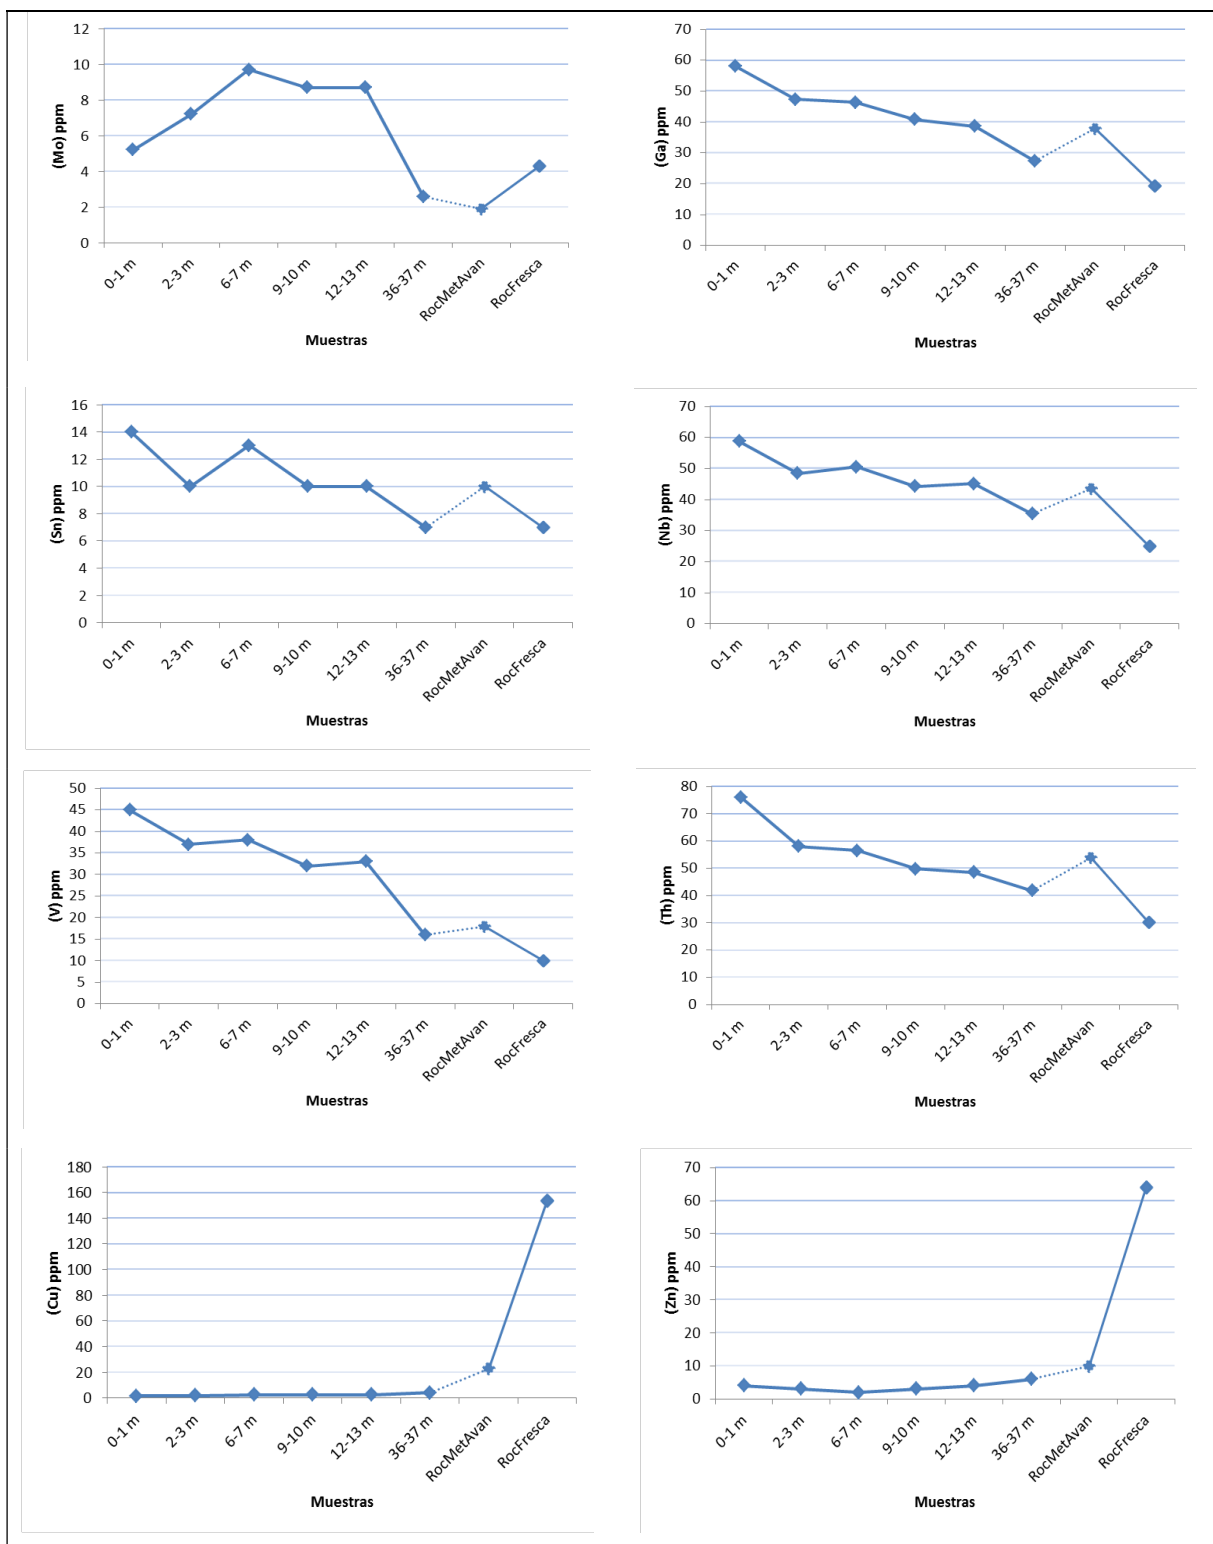 12
10
8
6
4
2
0
(Mo) ppm
0-1 m
2-3 m
6-7 m
9-10 m
12-13 m
36-37 m
RocMetAvan
RocFresca
Muestras
70
60
50
40
30
20
10
0
(Ga) ppm
0-1 m
2-3 m
6-7 m
9-10 m
12-13 m
36-37 m
RocMetAvan
RocFresca
Muestras
16
14
12
10
8
6
4
2
0
(Sn) ppm
0-1 m
2-3 m
6-7 m
9-10 m
12-13 m
36-37 m
RocMetAvan
RocFresca
Muestras
70
60
50
40
30
20
10
0
(Nb) ppm
0-1 m
2-3 m
6-7 m
9-10 m
12-13 m
36-37 m
RocMetAvan
RocFresca
Muestras
50
45
40
35
30
25
20
15
10
5
0
(V) ppm
0-1 m
2-3 m
6-7 m
9-10 m
12-13 m
36-37 m
RocMetAvan
RocFresca
Muestras
80
70
60
50
40
30
20
10
0
(Th) ppm
0-1 m
2-3 m
6-7 m
9-10 m
12-13 m
36-37 m
RocMetAvan
RocFresca
Muestras
180
160
140
120
100
80
60
40
20
0
(Cu) ppm
0-1 m
2-3 m
6-7 m
9-10 m
12-13 m
36-37 m
RocMetAvan
RocFresca
Muestras
70
60
50
40
30
20
10
0
(Zn) ppm
0-1 m
2-3 m
6-7 m
9-10 m
12-13 m
36-37 m
RocMetAvan
RocFresca
Muestras